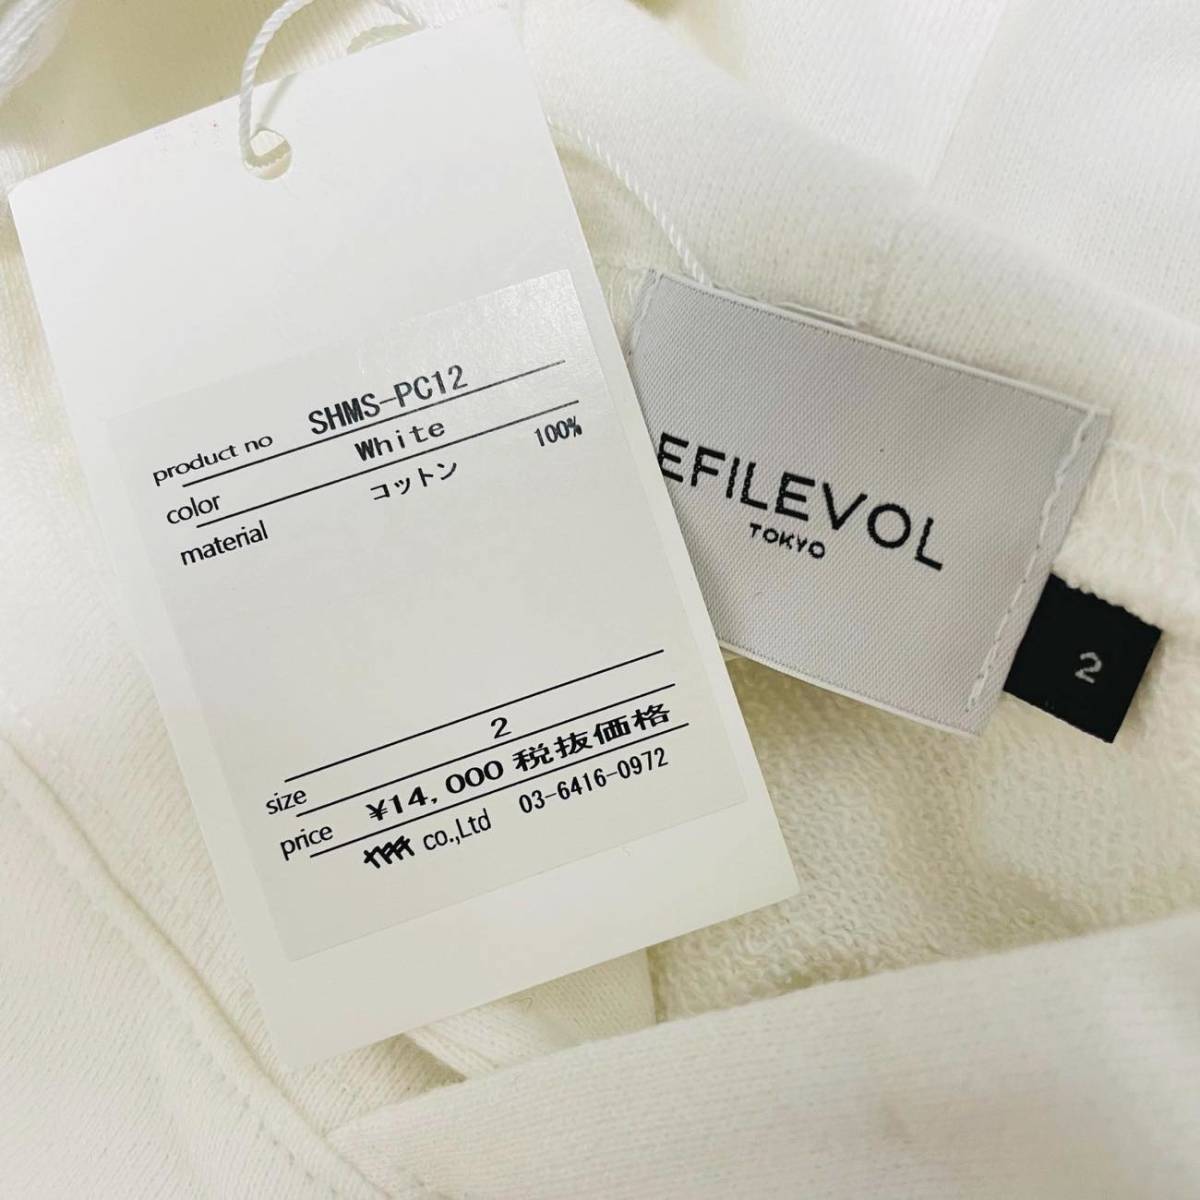 product no SHMS-PC12
color White
material コットン 100%
size 2
price ¥14,000 税抜価格
co.,Ltd 03-6416-0972
EFILEVOL
TOKYO
2